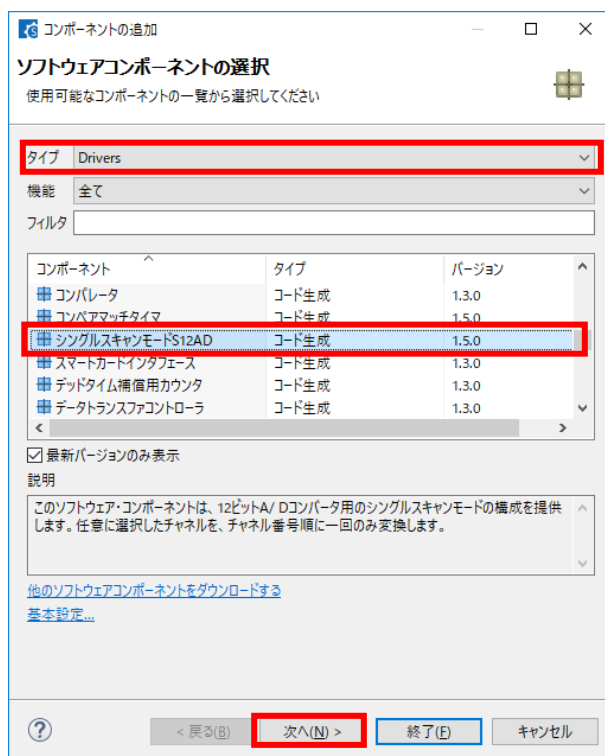 コンポーネントの追加
ソフトウェアコンポーネントの選択
使用可能なコンポーネントの一覧から選択してください
タイプ Drivers
機能 全て
フィルタ
コンポーネント タイプ バージョン
コンパレータ コード生成 1.3.0
コンペアマッチタイマ コード生成 1.5.0
シングルスキャンモードS12AD コード生成 1.5.0
スマートカードインタフェース コード生成 1.3.0
デッドタイム補償用カウンタ コード生成 1.3.0
データトランスファコントローラ コード生成 1.3.0
最新バージョンのみ表示
説明
このソフトウェア・コンポーネントは、12ビットA/ Dコンバータ用のシングルスキャンモードの構成を提供
します。任意に選択したチャネルを、チャネル番号順に一回のみ変換します。
他のソフトウェアコンポーネントをダウンロードする
基本設定...
? < 戻る(B) 次へ(N) > 終了(F) キャンセル